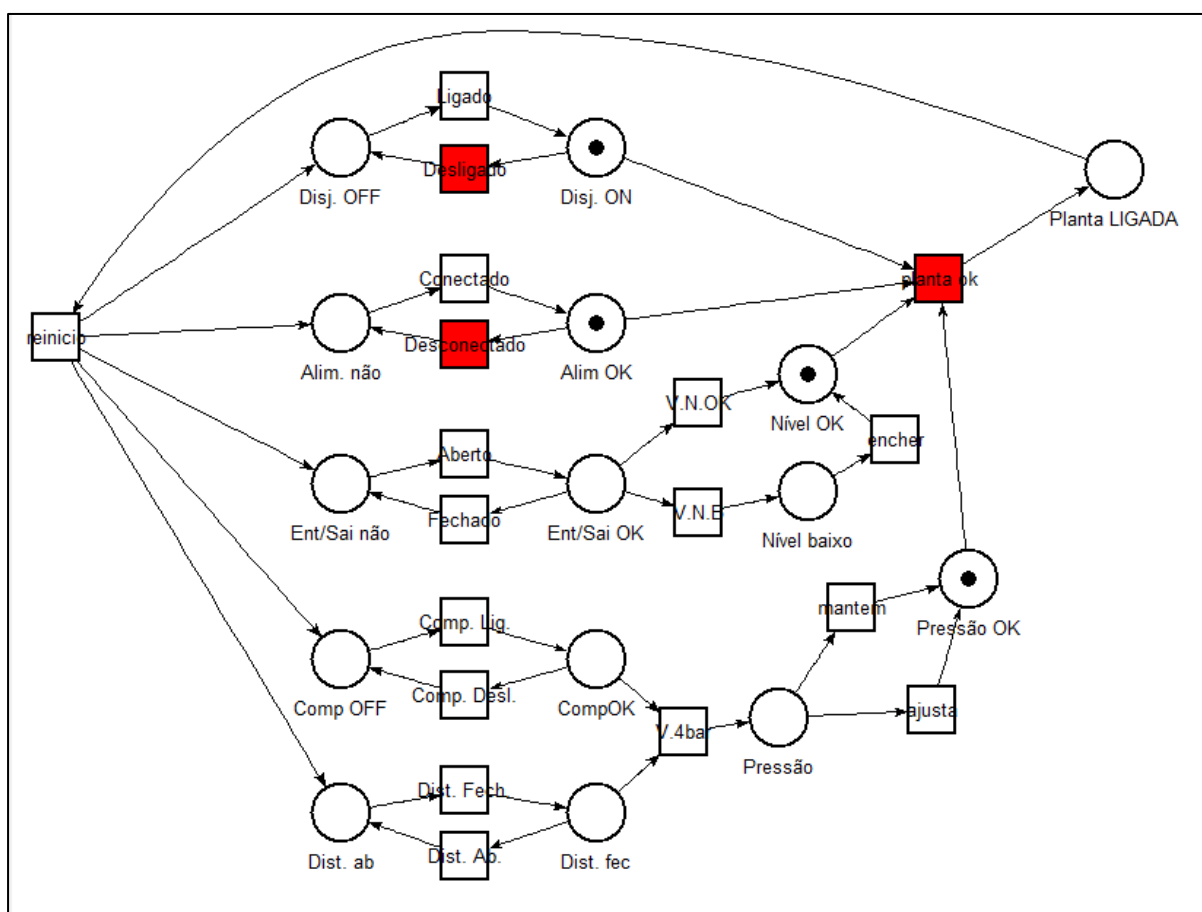 Ligado
Desligado
Disj. OFF
Disj. ON
Planta LIGADA
Conectado
planta ok
reinicio
Desconectado
Alim. não
Alim OK
V.N.OK
Nível OK
encher
Aberto
Fechado
V.N.E
Ent/Sai não
Ent/Sai OK
Nível baixo
mantem
Pressão OK
Comp. Lig.
Comp. Desl.
Comp OFF
CompOK
ajusta
V.4ba
Pressão
Dist. Fech.
Dist. Ab.
Dist. ab
Dist. fec